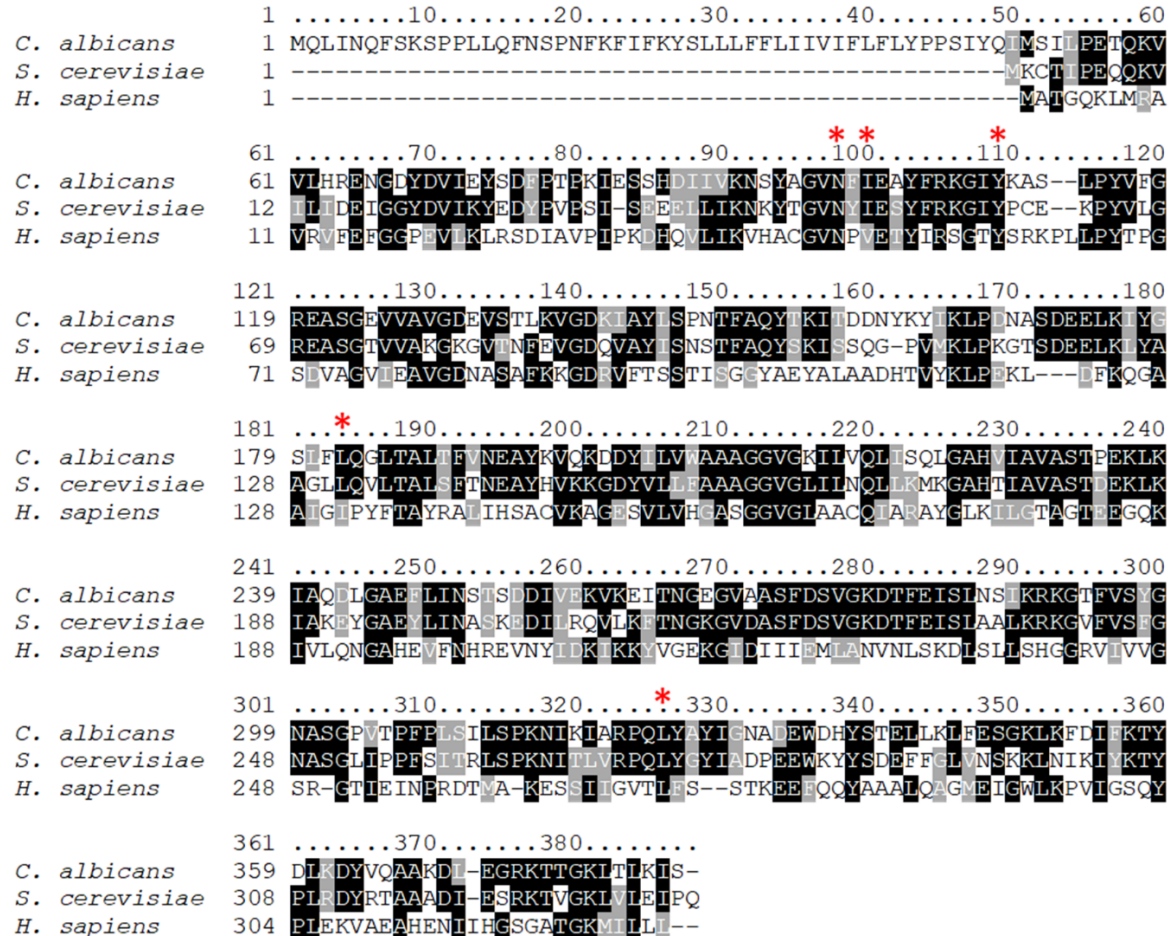 1 .......10........20........30........40........50........60
C. albicans 1 MQLINQFSKSPPLLQFNSPNFKFIFKYSLLLFFLIIVIFLFLYPPSIYQIMSILPETQKV
S. cerevisiae 1 -------------------------------------------------MKCTIPEQQKV
H. sapiens 1 --------------------------------------------------MATGQKLMRA
* * *
61 .......70........80........90.......100.......110.......120
C. albicans 61 VLHRENGDYDVIEYSDFPTPKIESSHDIIVKNSYAGVNFIEAYFRKGIYKAS--LPYVFG
S. cerevisiae 12 ILIDEIGGYDVIKYEDYPVPSI-SEEELLIKNKYTGVNYIESYFRKGIYPCE--KPYVLG
H. sapiens 11 VRVFEFGGPEVLKLRSDIAVPIPKDHQVLIKVHACGVNPVETYIRSGTYSRKPLLPYTPG
121 .......130.......140.......150.......160.......170.......180
C. albicans 119 REASGEVVAVGDEVSTLKVGDKIAYLSPNTFAQYTKITDDNYKYIKLPDNASDEELKIYG
S. cerevisiae 69 REASGTVVAKGKGVTNFEVGDQVAYISNSTFAQYSKISSQG-PVMKLPKGTSDEELKLYA
H. sapiens 71 SDVAGVIEAVGDNASAFKKGDRVFTSSTISGGYAEYALAADHTVYKLPEKL---DFKQGA
*
181 .......190.......200.......210.......220.......230.......240
C. albicans 179 SLFLQGLTALTFVNEAYKVQKDDYILVWAAAGGVGKILVQLISQLGAHVIAVASTPEKLK
S. cerevisiae 128 AGLLQVLTALSFTNEAYHVKKGDYVLLFAAAGGVGLILNQLLKMKGAHTIAVASTDEKLK
H. sapiens 128 AIGIPYFTAYRALIHSACVKAGESVLVHGASGGVGLAACQIARAYGLKILGTAGTEEGQK
241 .......250.......260.......270.......280.......290.......300
C. albicans 239 IAQDLGAEFLINSTSDDIVEKVKEITNGEGVAASFDSVGKDTFEISLNSIKRKGTFVSYG
S. cerevisiae 188 IAKEYGAEYLINASKEDILRQVLKFTNGKGVDASFDSVGKDTFEISLAALKRKGVFVSFG
H. sapiens 188 IVLQNGAHEVFNHREVNYIDKIKKYVGEKGIDIIIEMLANVNLSKDLSLLSHGGRVIVVG
*
301 .......310.......320.......330.......340.......350.......360
C. albicans 299 NASGPVTPFPLSILSPKNIKIARPQLYAYIGNADEWDHYSTELLKLFESGKLKFDIFKTY
S. cerevisiae 248 NASGLIPPFSITRLSPKNITLVRPQLYGYIADPEEWKYYSDEFFGLVNSKKLNIKIYKTY
H. sapiens 248 SR-GTIEINPRDTMA-KESSIIGVTLFS--STKEEFQQYAAALQAGMEIGWLKPVIGSQY
361 .......370.......380........
C. albicans 359 DLKDYVQAAKDL-EGRKTTGKLTLKIS-
S. cerevisiae 308 PLRDYRTAAADI-ESRKTVGKLVLEIPQ
H. sapiens 304 PLEKVAEAHENIIHGSGATGKMILLL--